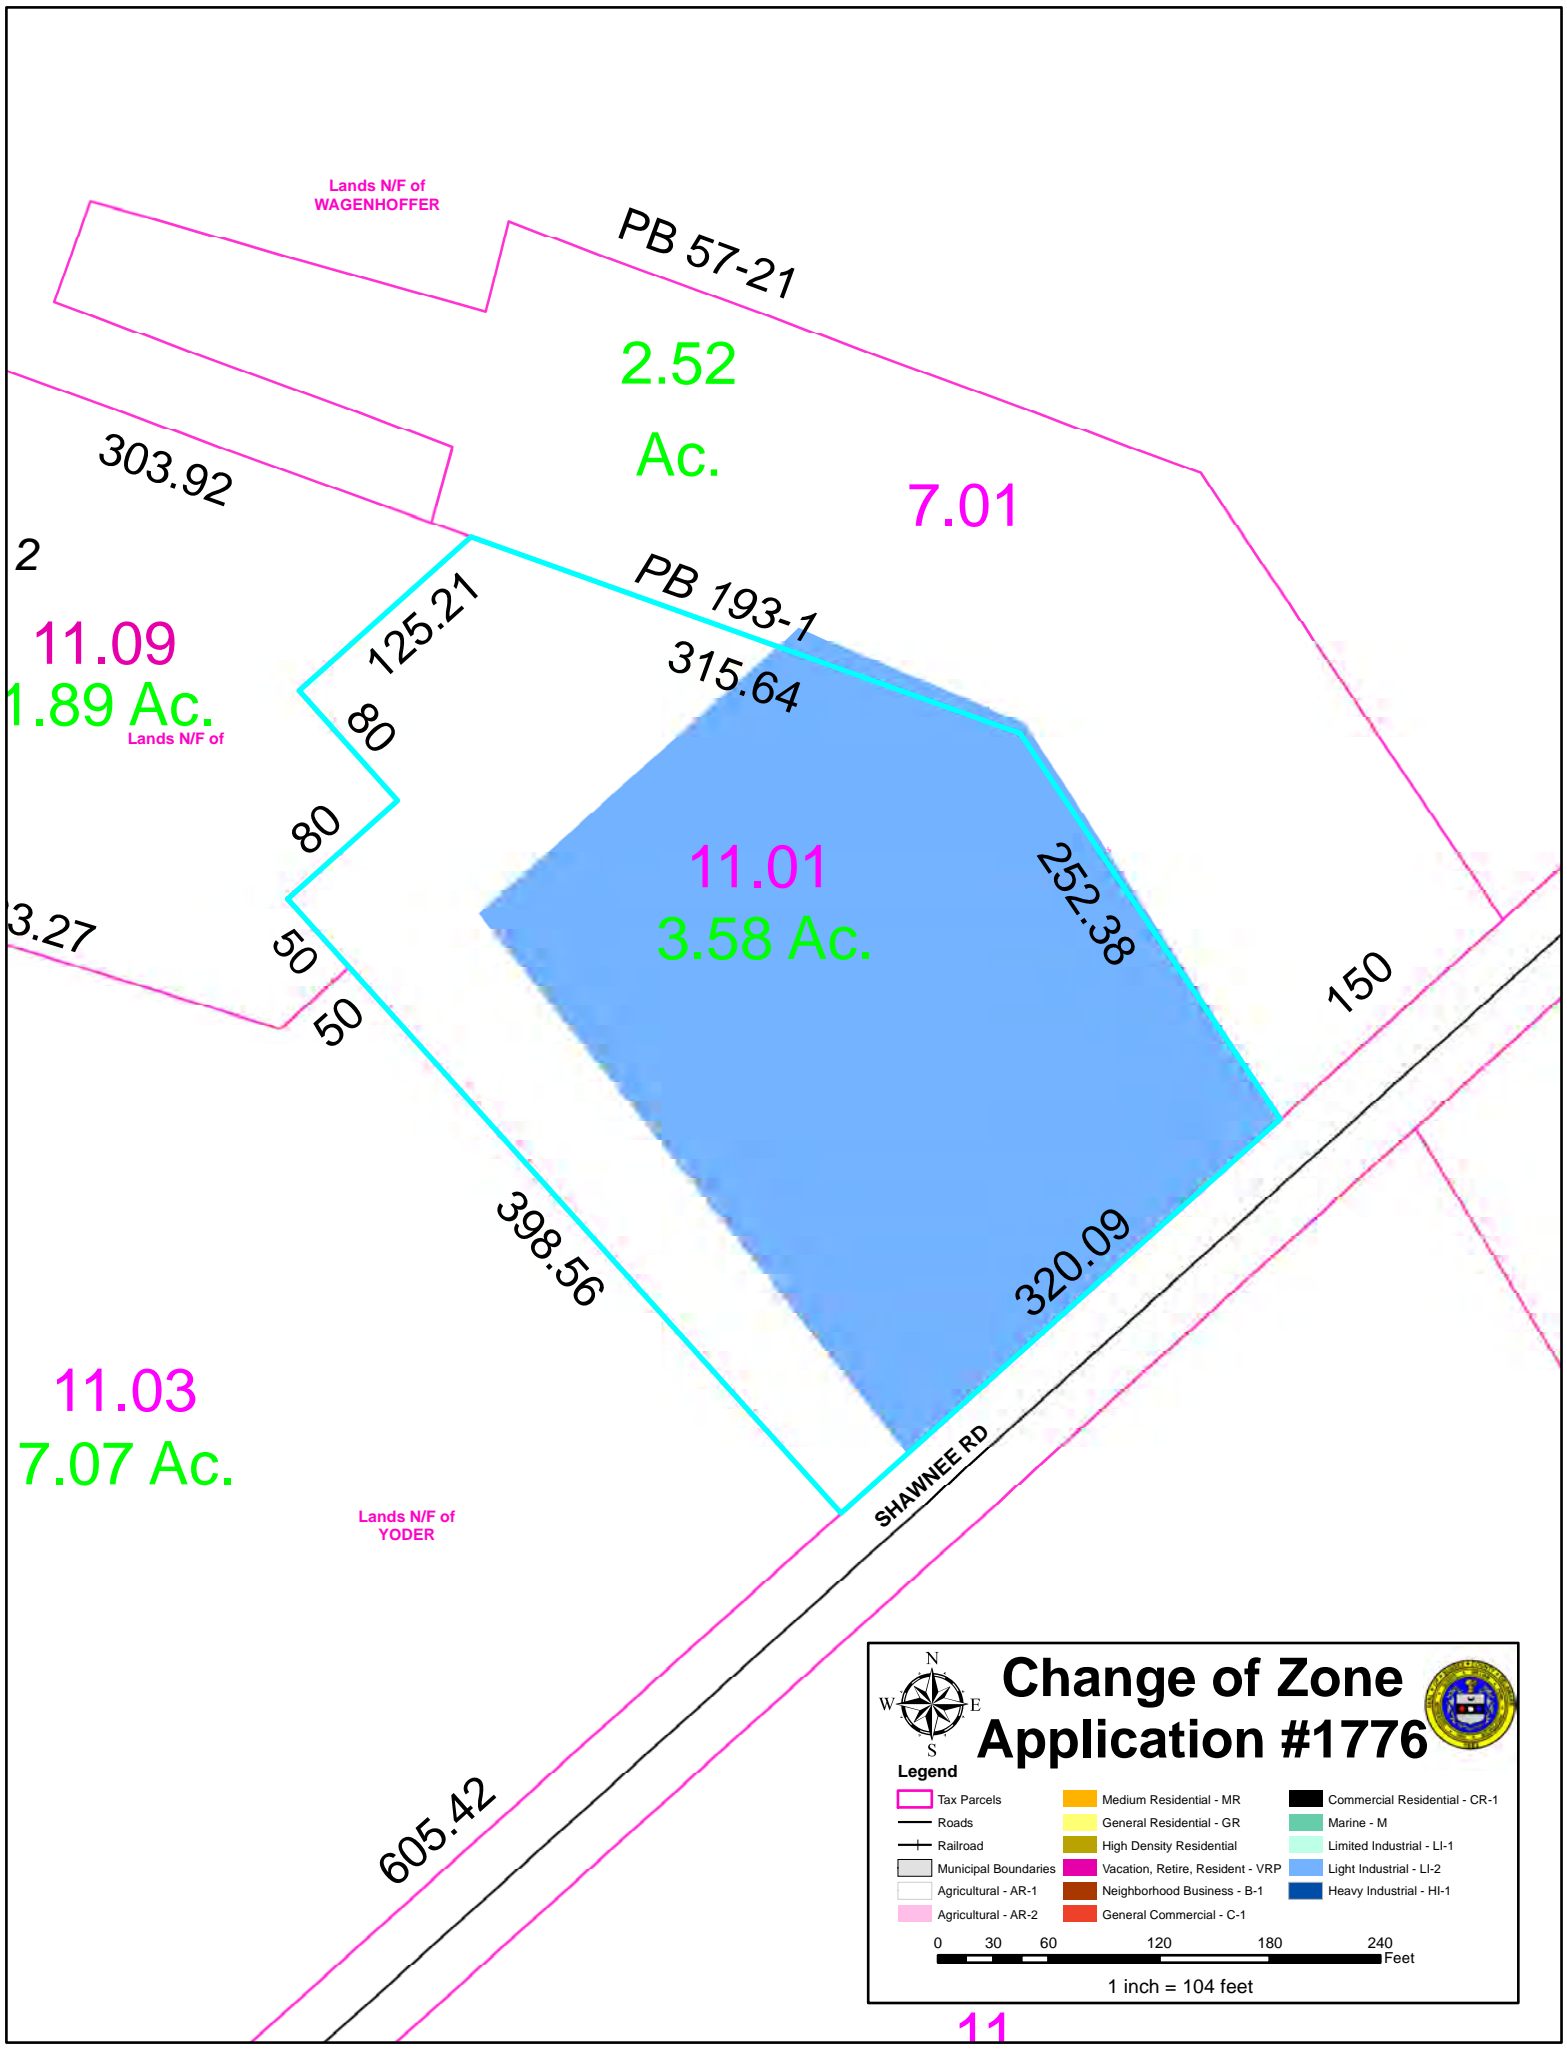 Lands N/F of
WAGENHOFFER
PB 57-21
2.52
Ac.
7.01
303.92
2
PB 193-1
125.21
315.64
11.09
1.89 Ac.
Lands N/F of
80
80
11.01
3.58 Ac.
252.38
3.27
50
50
150
398.56
320.09
11.03
7.07 Ac.
SHAWNEE RD
Lands N/F of
YODER
605.42
N
W E
S
Change of Zone
Application #1776
Legend
Tax Parcels
Roads
Railroad
Municipal Boundaries
Agricultural - AR-1
Agricultural - AR-2
Medium Residential - MR
General Residential - GR
High Density Residential
Vacation, Retire, Resident - VRP
Neighborhood Business - B-1
General Commercial - C-1
Commercial Residential - CR-1
Marine - M
Limited Industrial - LI-1
Light Industrial - LI-2
Heavy Industrial - HI-1
0 30 60 120 180 240
Feet
1 inch = 104 feet
11